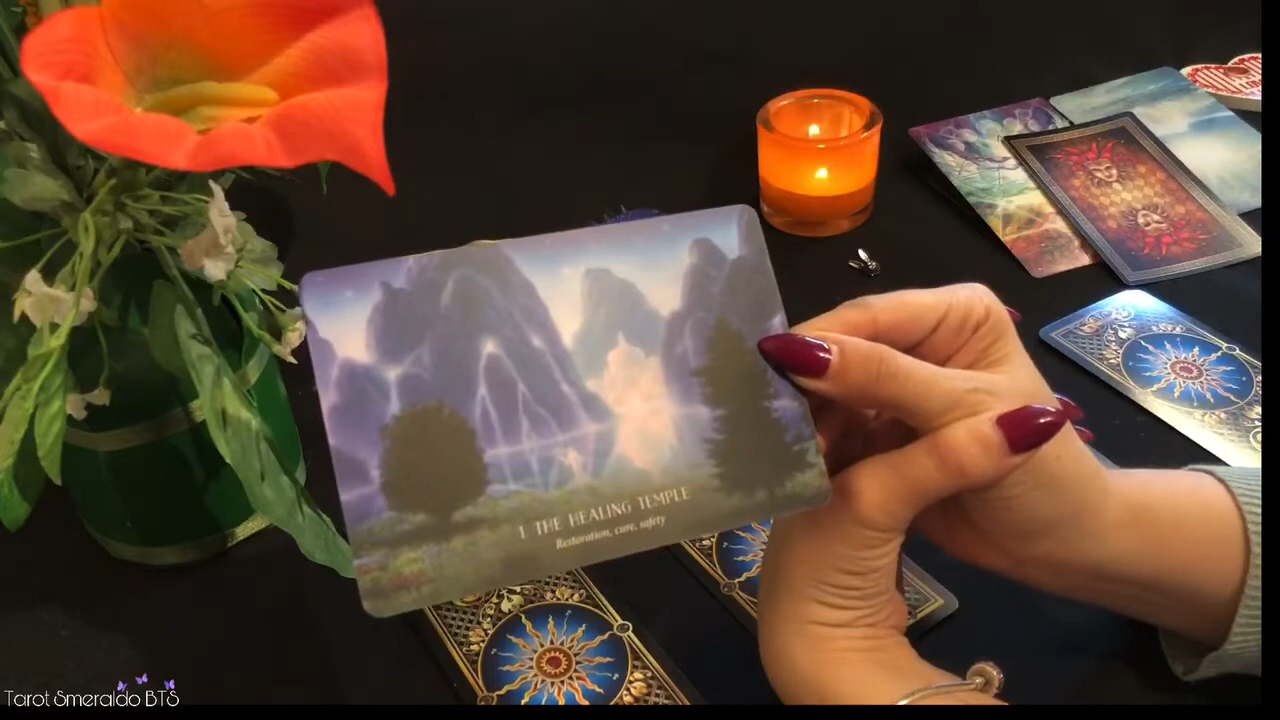 1. THE HEALING TEMPLE
Restoration, cure, safety
Tarot Smeraldo BTS